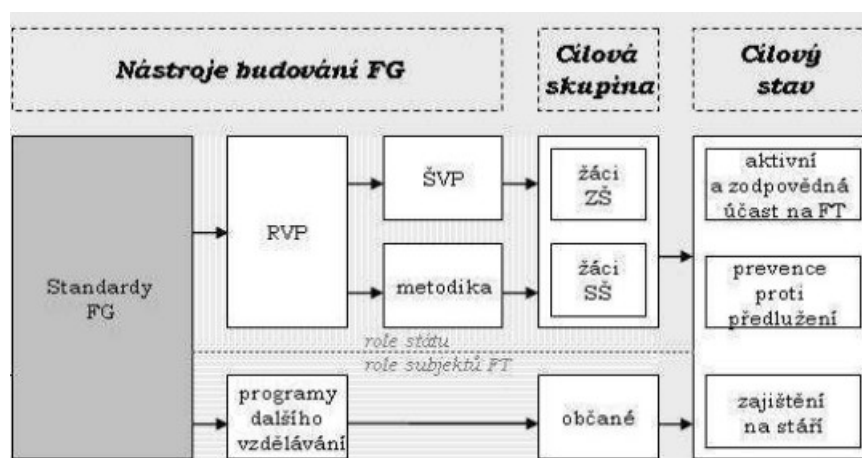 Nástroje budování FG
Cílová
skupina
Cílový
stav
Standardy
FG
RVP
ŠVP
metodika
žáci
ZŠ
žáci
SŠ
aktivní
a zodpovědná
účast na FT
prevence
proti
předlužení
role státu
role subjektů FT
programy
dalšího
vzdělávání
občané
zajištění
na stáří